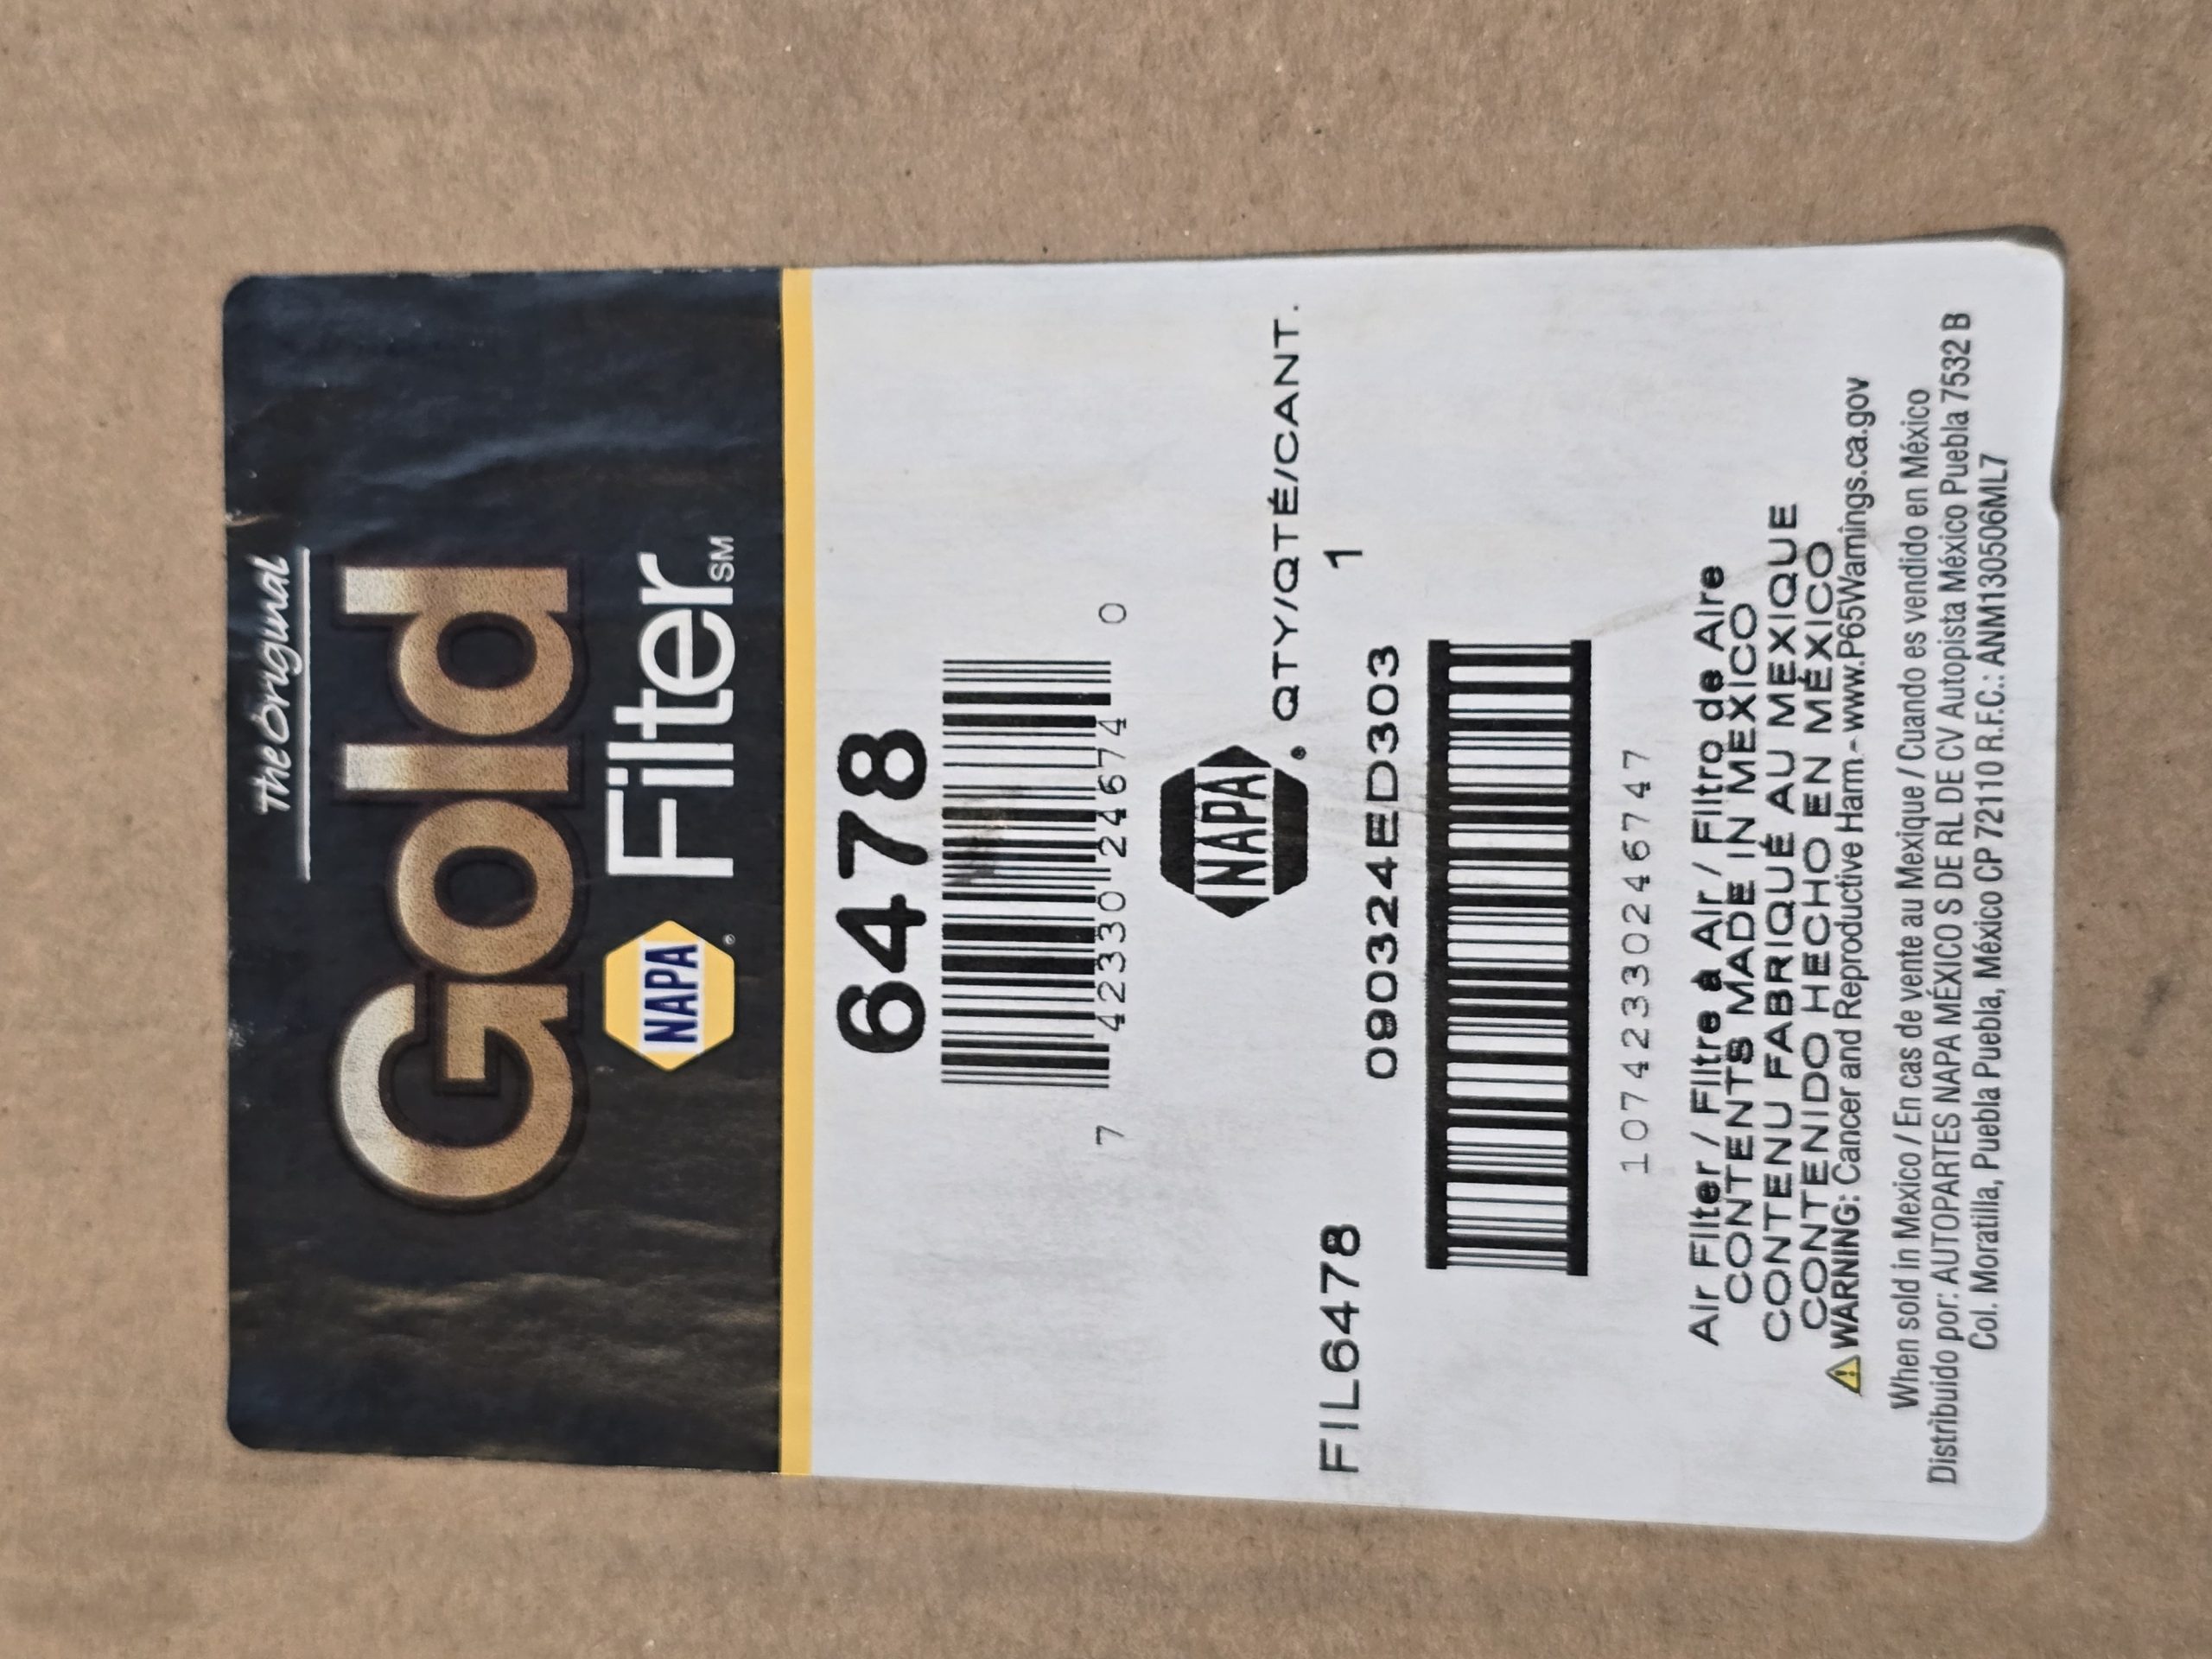 The Original
Gold
NAPA® FilterSM
6478
7 42330 24674 0
NAPA®
QTY/QTÉ/CANT.
FIL6478 1
090324ED303
10742330246747
Air Filter / Filtre à Air / Filtro de Aire
CONTENTS MADE IN MEXICO
CONTENU FABRIQUÉ AU MEXIQUE
CONTENIDO HECHO EN MÉXICO
⚠ WARNING: Cancer and Reproductive Harm - www.P65Warnings.ca.gov
When sold in Mexico / En cas de vente au Mexique / Cuando es vendido en México
Distribuido por: AUTOPARTES NAPA MÉXICO S DE RL DE CV Autopista México Puebla 7532 B
Col. Moratilla, Puebla Puebla, México CP 72110 R.F.C.: ANM130506ML7